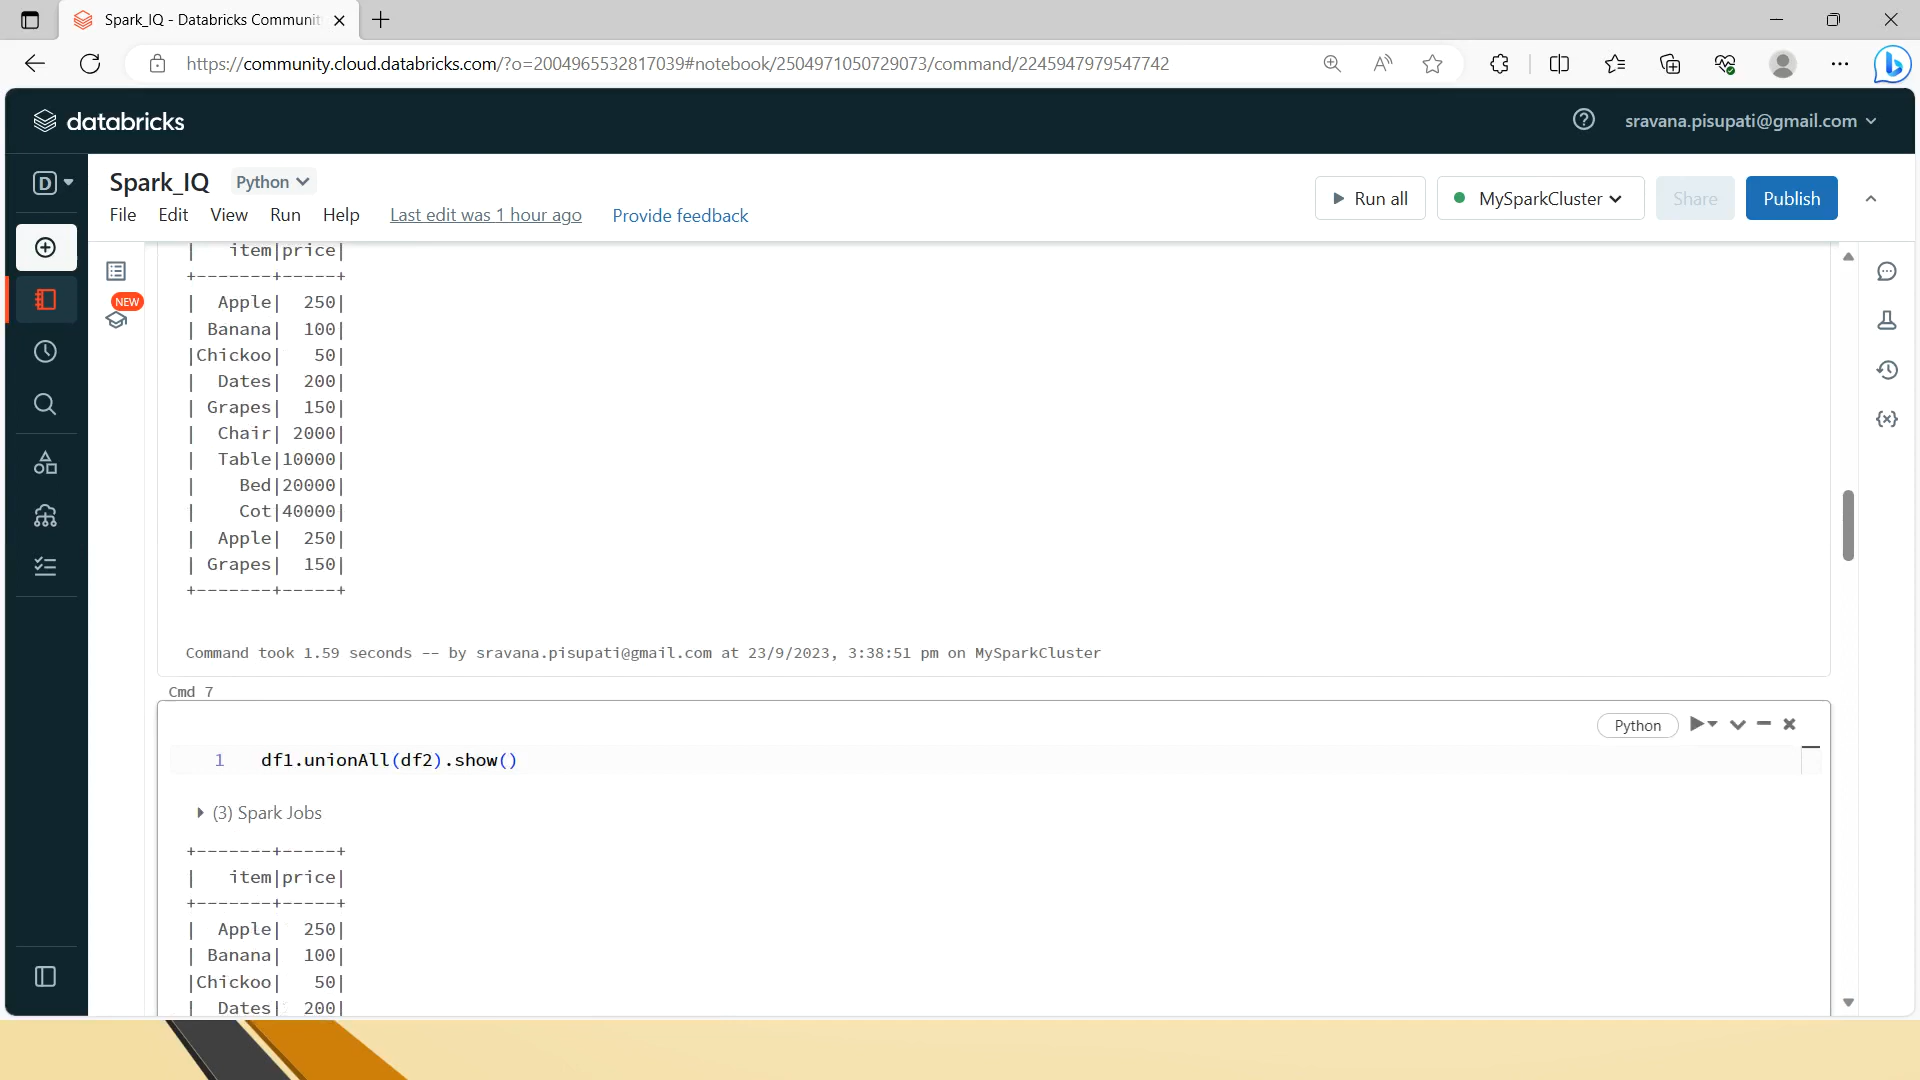 Spark_IQ - Databricks Communit
https://community.cloud.databricks.com/?o=2004965532817039#notebook/2504971050729073/command/2245947979547742
databricks
sravana.pisupati@gmail.com
D
Spark_IQ Python
File Edit View Run Help Last edit was 1 hour ago Provide feedback
Run all MySparkCluster Share Publish
NEW
| item|price|
+-------+-----+
| Apple| 250|
| Banana| 100|
|Chickoo| 50|
| Dates| 200|
| Grapes| 150|
| Chair| 2000|
| Table|10000|
| Bed|20000|
| Cot|40000|
| Apple| 250|
| Grapes| 150|
+-------+-----+
Command took 1.59 seconds -- by sravana.pisupati@gmail.com at 23/9/2023, 3:38:51 pm on MySparkCluster
Cmd 7
Python
1 df1.unionAll(df2).show()
(3) Spark Jobs
+-------+-----+
| item|price|
+-------+-----+
| Apple| 250|
| Banana| 100|
|Chickoo| 50|
| Dates| 200|